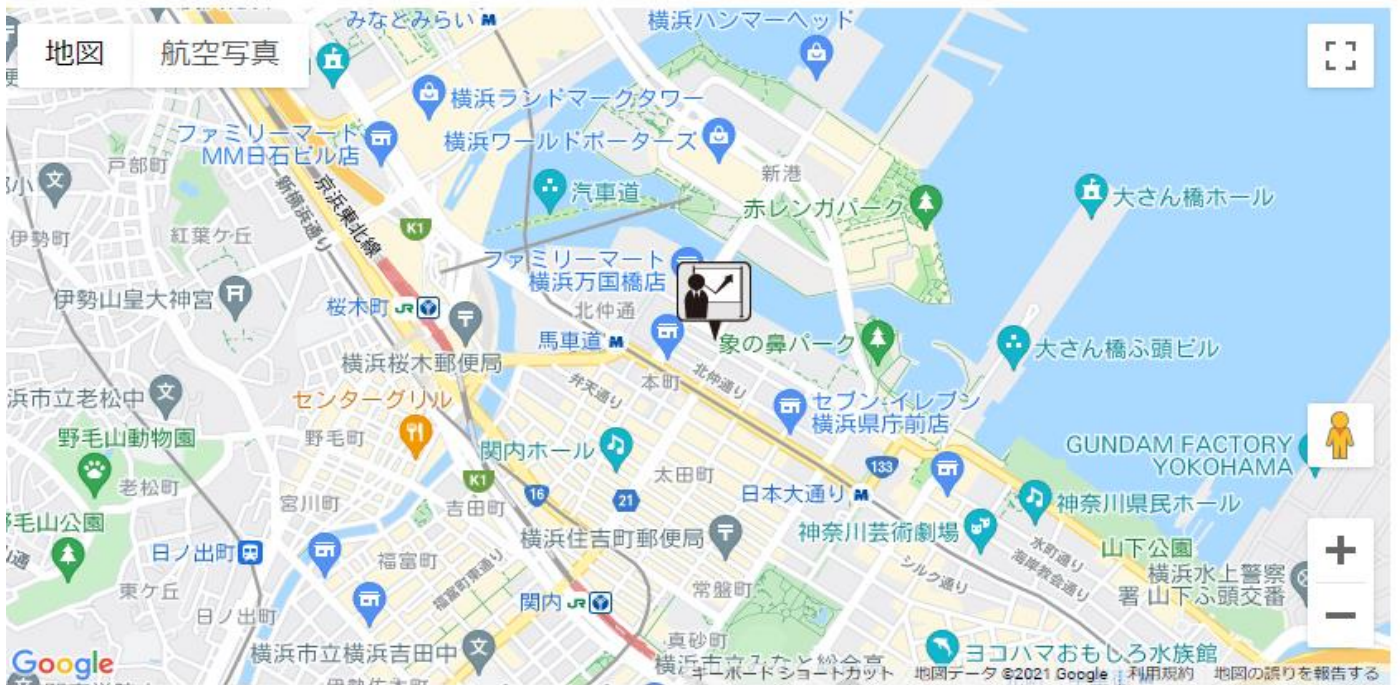 みなとみらい
横浜ハンマーヘッド
地図
航空写真
横浜ランドマークタワー
ファミリーマート
MM日石ビル店
横浜ワールドポーターズ
戸部町
新港
汽車道
大さん橋ホール
赤レンガパーク
新横浜通り
京浜東北線
K1
伊勢町
紅葉ケ丘
ファミリーマート
横浜万国橋店
伊勢山皇大神宮
桜木町 JR
北仲通
馬車道
象の鼻パーク
大さん橋ふ頭ビル
横浜桜木郵便局
弁天通り
本町
北仲通り
浜市立老松中
センターグリル
セブン-イレブン
横浜県庁前店
野毛山動物園
野毛町
関内ホール
GUNDAM FACTORY
YOKOHAMA
老松町
宮川町
K1
吉田町
16
21
太田町
133
日本大通り
神奈川県民ホール
毛山公園
日ノ出町
福富町
横浜住吉町郵便局
神奈川芸術劇場
水町通り
海岸教会通り
山下公園
横浜水上警察
署 山下ふ頭交番
東ケ丘
福富町東通り
シルク通り
常盤町
日ノ出町
関内 JR
真砂町
Google
横浜市立横浜吉田中
ヨコハマおもしろ水族館
キーボード ショートカット
地図データ ©2021 Google
利用規約
地図の誤りを報告する